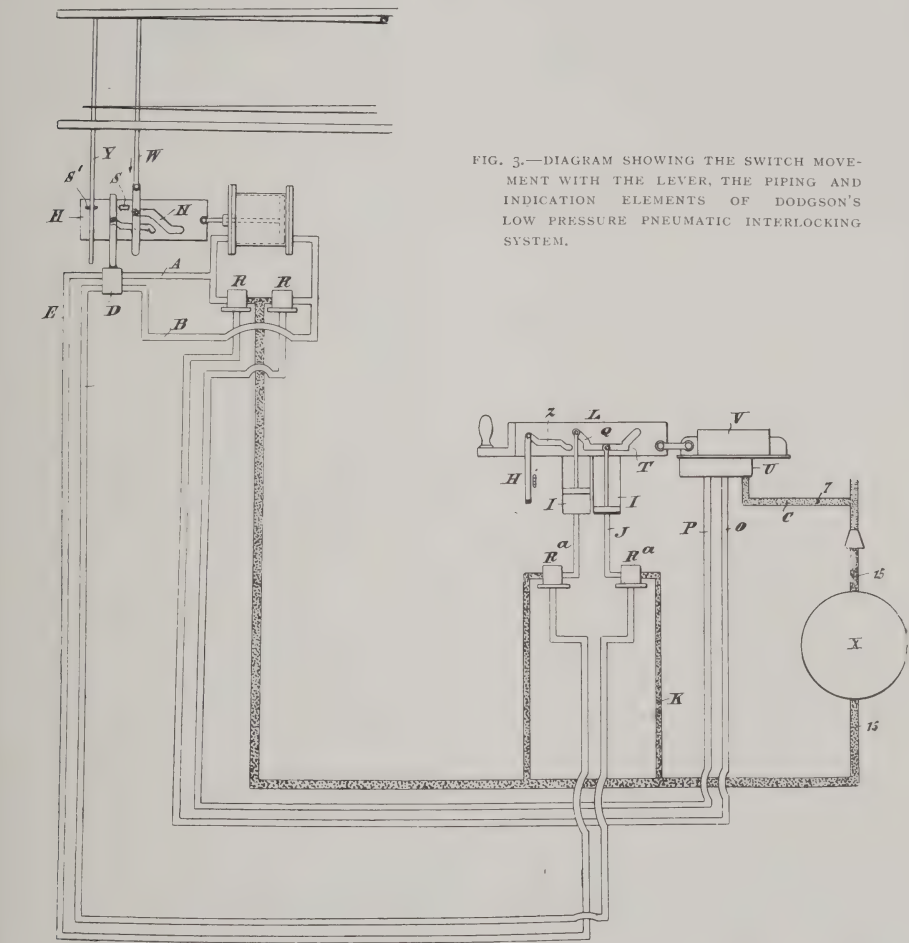 FIG. 3.—DIAGRAM SHOWING THE SWITCH MOVE-
MENT WITH THE LEVER, THE PIPING AND
INDICATION ELEMENTS OF DODGSON'S
LOW PRESSURE PNEUMATIC INTERLOCKING
SYSTEM.
Y W
S' S
H N
A
E D R R
B
Z L Q V
T U
H I I 7
C
J P O
R a R a
15
X
K
15